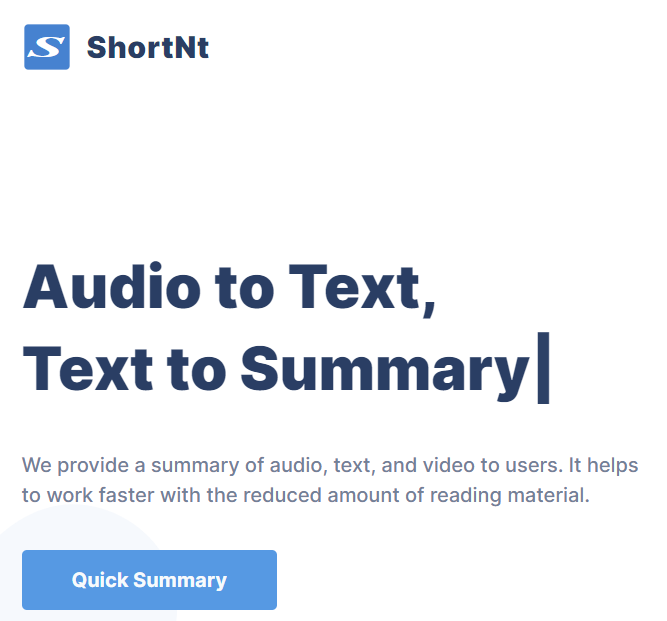 S ShortNt
Audio to Text,
Text to Summary|
We provide a summary of audio, text, and video to users. It helps
to work faster with the reduced amount of reading material.
Quick Summary